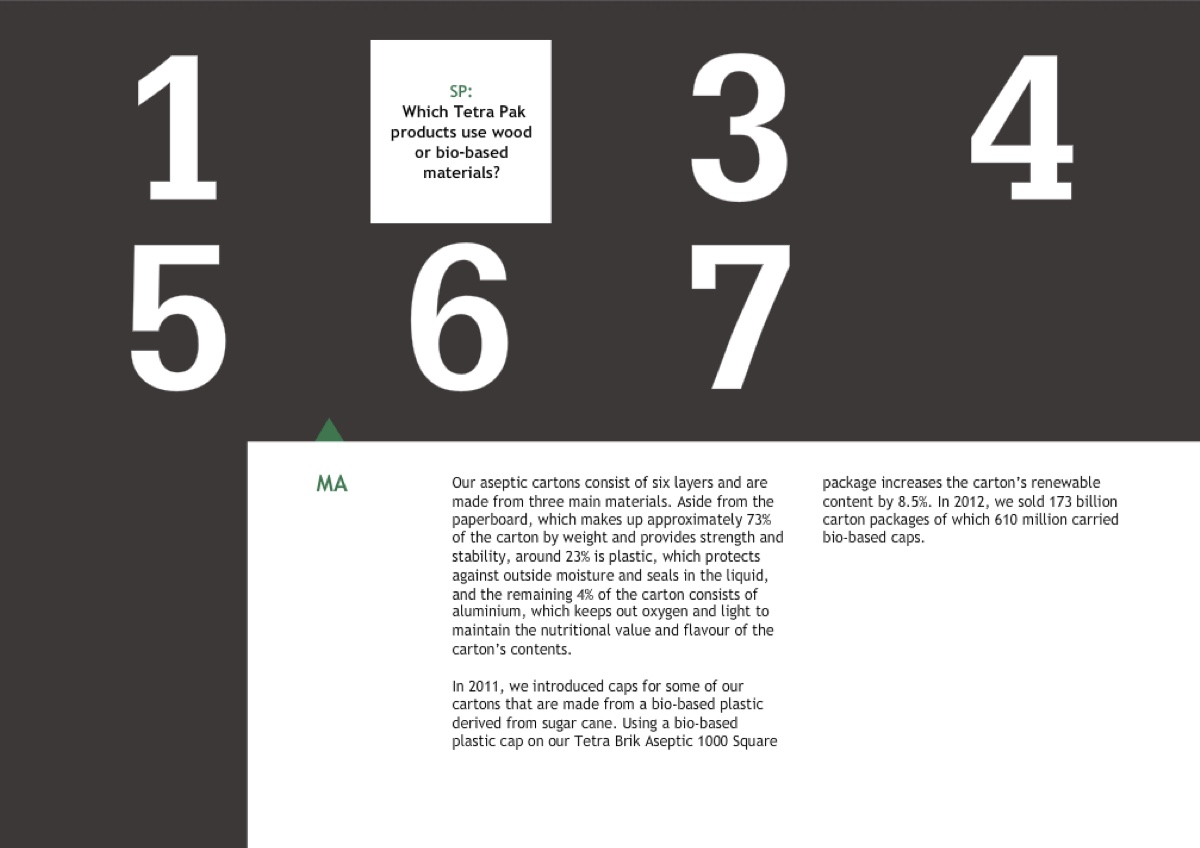 1
SP:
Which Tetra Pak
products use wood
or bio-based
materials?
3
4
5
6
7
MA
Our aseptic cartons consist of six layers and are
made from three main materials. Aside from the
paperboard, which makes up approximately 73%
of the carton by weight and provides strength and
stability, around 23% is plastic, which protects
against outside moisture and seals in the liquid,
and the remaining 4% of the carton consists of
aluminium, which keeps out oxygen and light to
maintain the nutritional value and flavour of the
carton's contents.
In 2011, we introduced caps for some of our
cartons that are made from a bio-based plastic
derived from sugar cane. Using a bio-based
plastic cap on our Tetra Brik Aseptic 1000 Square
package increases the carton's renewable
content by 8.5%. In 2012, we sold 173 billion
carton packages of which 610 million carried
bio-based caps.